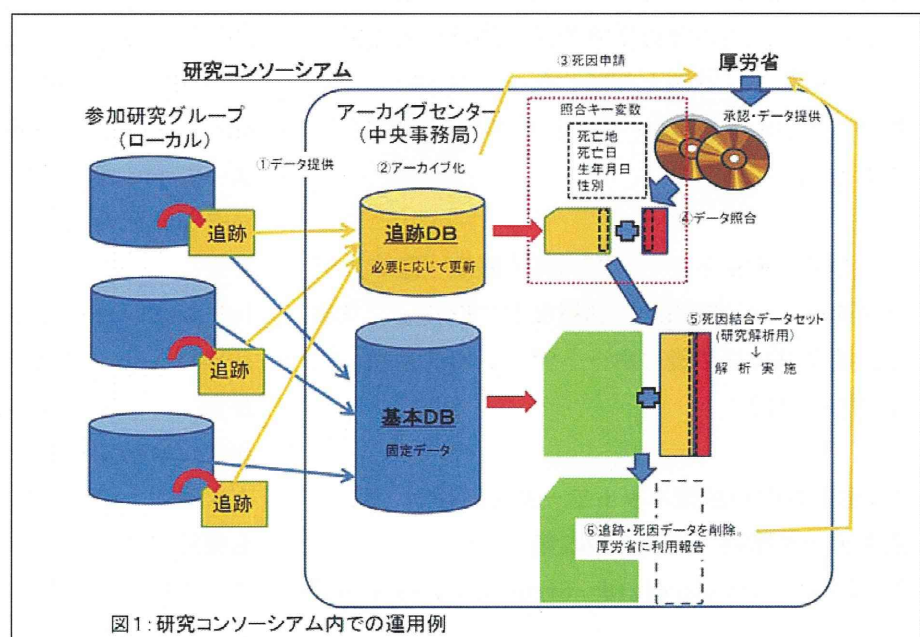 研究コンソーシアム
③死因申請
厚労省
参加研究グループ
(ローカル)
アーカイブセンター
(中央事務局)
照合キー変数
承認・データ提供
①データ提供
②アーカイブ化
死亡地
死亡日
生年月日
性別
④データ照合
追跡
追跡DB
必要に応じて更新
追跡
⑤死因結合データセット
(研究解析用)
↓
解析実施
基本DB
固定データ
追跡
⑥追跡・死因データを削除。
厚労省に利用報告
図1:研究コンソーシアム内での運用例